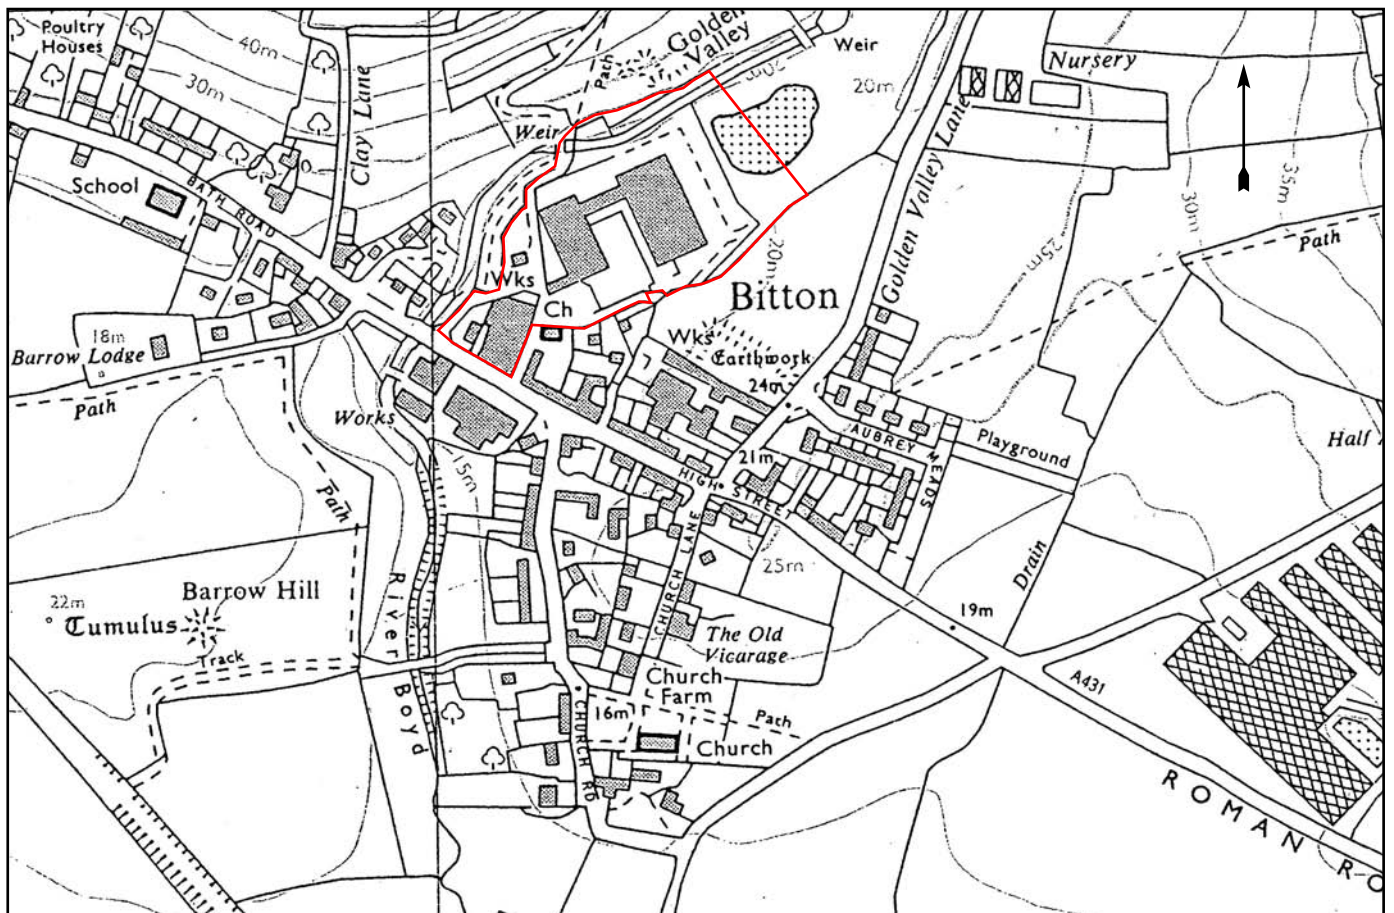 Poultry
Houses
40m
30m
Clay Lane
Path
Golden
Valley
Weir
20m
20m
Nursery
Golden Valley Lane
35m
30m
25m
Path
School
BATH ROAD
Weir
Wks
Ch
Bitton
20m
18m
Barrow Lodge
Path
Works
Wks
Earthwork
24m
AUBREY MEADS
Playground
Half
21m
HIGH STREET
15m
Path
CHURCH LANE
25m
Drain
19m
A431
22m
Tumulus
Barrow Hill
Track
River Boyd
The Old
Vicarage
Church
Farm
Path
16m
Church
CHURCH RD
ROMAN RO